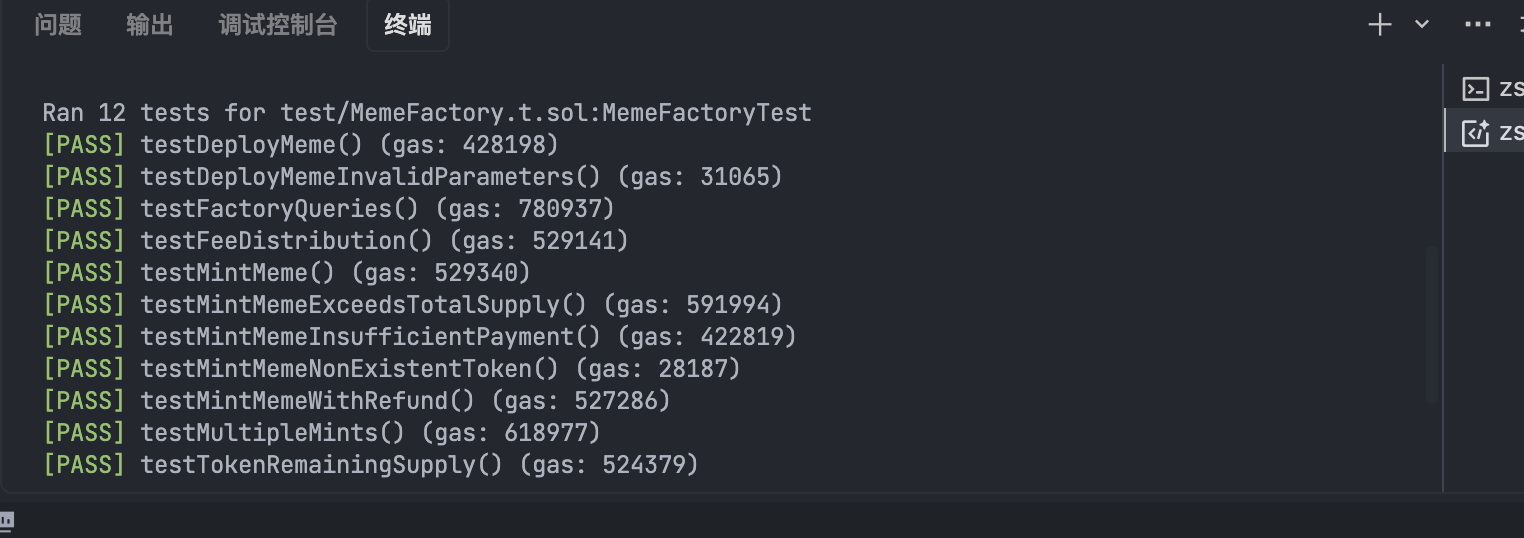 问题 输出 调试控制台 终端
Ran 12 tests for test/MemeFactory.t.sol:MemeFactoryTest
[PASS] testDeployMeme() (gas: 428198)
[PASS] testDeployMemeInvalidParameters() (gas: 31065)
[PASS] testFactoryQueries() (gas: 780937)
[PASS] testFeeDistribution() (gas: 529141)
[PASS] testMintMeme() (gas: 529340)
[PASS] testMintMemeExceedsTotalSupply() (gas: 591994)
[PASS] testMintMemeInsufficientPayment() (gas: 422819)
[PASS] testMintMemeNonExistentToken() (gas: 28187)
[PASS] testMintMemeWithRefund() (gas: 527286)
[PASS] testMultipleMints() (gas: 618977)
[PASS] testTokenRemainingSupply() (gas: 524379)
zs
zs